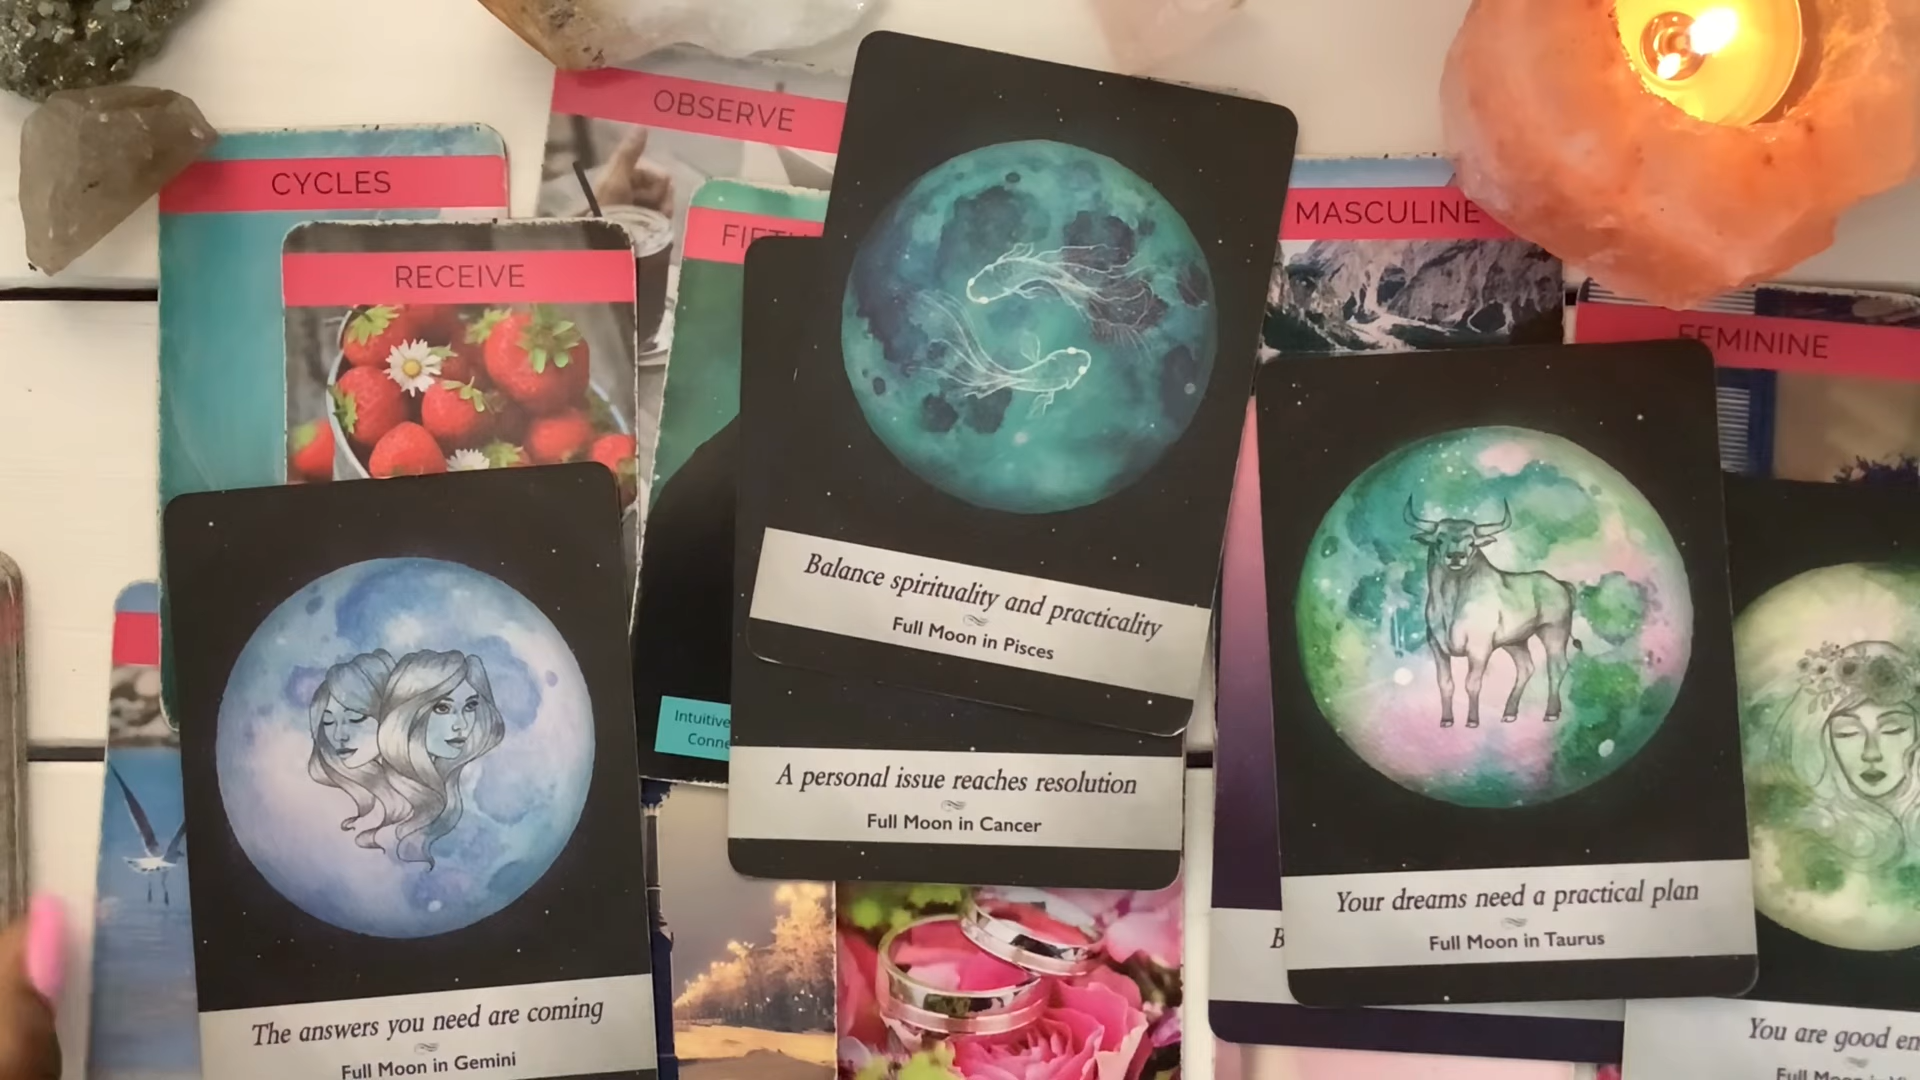 OBSERVE
CYCLES
MASCULINE
RECEIVE
FEMININE
Balance spirituality and practicality
Full Moon in Pisces
Intuitive
A personal issue reaches resolution
Full Moon in Cancer
Your dreams need a practical plan
Full Moon in Taurus
The answers you need are coming
Full Moon in Gemini
You are good
Full Moon